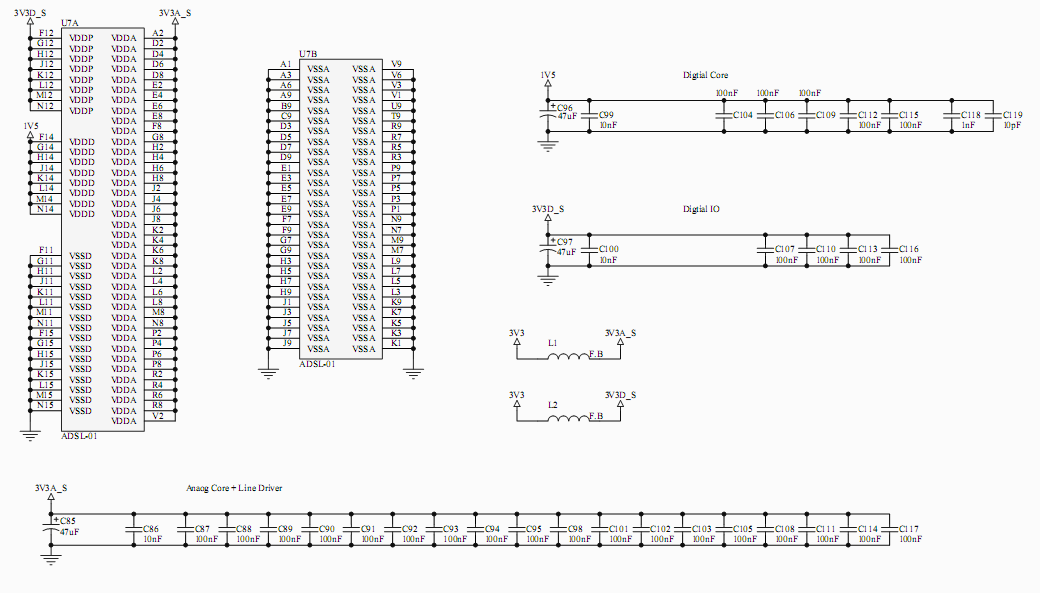 3V3D_S
3V3A_S
U7A
F12 VDDP VDDA A2
G12 VDDP VDDA D2
H12 VDDP VDDA D4
J12 VDDP VDDA D6
K12 VDDP VDDA D8
L12 VDDP VDDA E2
M12 VDDP VDDA E4
N12 VDDP VDDA E6
VDDA E8
VDDA F8
1V5
F14 VDDD VDDA G8
G14 VDDD VDDA H2
H14 VDDD VDDA H4
J14 VDDD VDDA H6
K14 VDDD VDDA H8
L14 VDDD VDDA J2
M14 VDDD VDDA J4
N14 VDDD VDDA J6
VDDA J8
VDDA K2
VDDA K4
F11 VSSD VDDA K6
G11 VSSD VDDA K8
H11 VSSD VDDA L2
J11 VSSD VDDA L4
K11 VSSD VDDA L6
L11 VSSD VDDA L8
M11 VSSD VDDA M8
N11 VSSD VDDA N8
F15 VSSD VDDA P2
G15 VSSD VDDA P4
H15 VSSD VDDA P6
J15 VSSD VDDA P8
K15 VSSD VDDA R2
L15 VSSD VDDA R4
M15 VSSD VDDA R6
N15 VSSD VDDA R8
VDDA V2
ADSL-01
U7B
A1 VSSA VSSA V9
A3 VSSA VSSA V6
A6 VSSA VSSA V3
A9 VSSA VSSA V1
B9 VSSA VSSA U9
C9 VSSA VSSA T9
D3 VSSA VSSA R9
D5 VSSA VSSA R7
D7 VSSA VSSA R5
D9 VSSA VSSA R3
E1 VSSA VSSA P9
E3 VSSA VSSA P7
E5 VSSA VSSA P5
E7 VSSA VSSA P3
E9 VSSA VSSA P1
F7 VSSA VSSA N9
F9 VSSA VSSA N7
G7 VSSA VSSA M9
G9 VSSA VSSA M7
H3 VSSA VSSA L9
H5 VSSA VSSA L7
H7 VSSA VSSA L5
H9 VSSA VSSA L3
J1 VSSA VSSA K9
J3 VSSA VSSA K7
J5 VSSA VSSA K5
J7 VSSA VSSA K3
J9 VSSA VSSA K1
ADSL-01
1V5
Digtial Core
100nF 100nF 100nF
+ C96 C99 C104 C106 C109 C112 C115 C118 C119
47uF 10nF 100nF 100nF 1nF 10pF
3V3D_S
Digtial IO
+ C97 C100 C107 C110 C113 C116
47uF 10nF 100nF 100nF 100nF 100nF
3V3 3V3A_S
L1
F.B
3V3 3V3D_S
L2
F.B
3V3A_S
Anaog Core + Line Driver
+ C85 C86 C87 C88 C89 C90 C91 C92 C93 C94 C95 C98 C101 C102 C103 C105 C108 C111 C114 C117
47uF 10nF 100nF 100nF 100nF 100nF 100nF 100nF 100nF 100nF 100nF 100nF 100nF 100nF 100nF 100nF 100nF 100nF 100nF 100nF